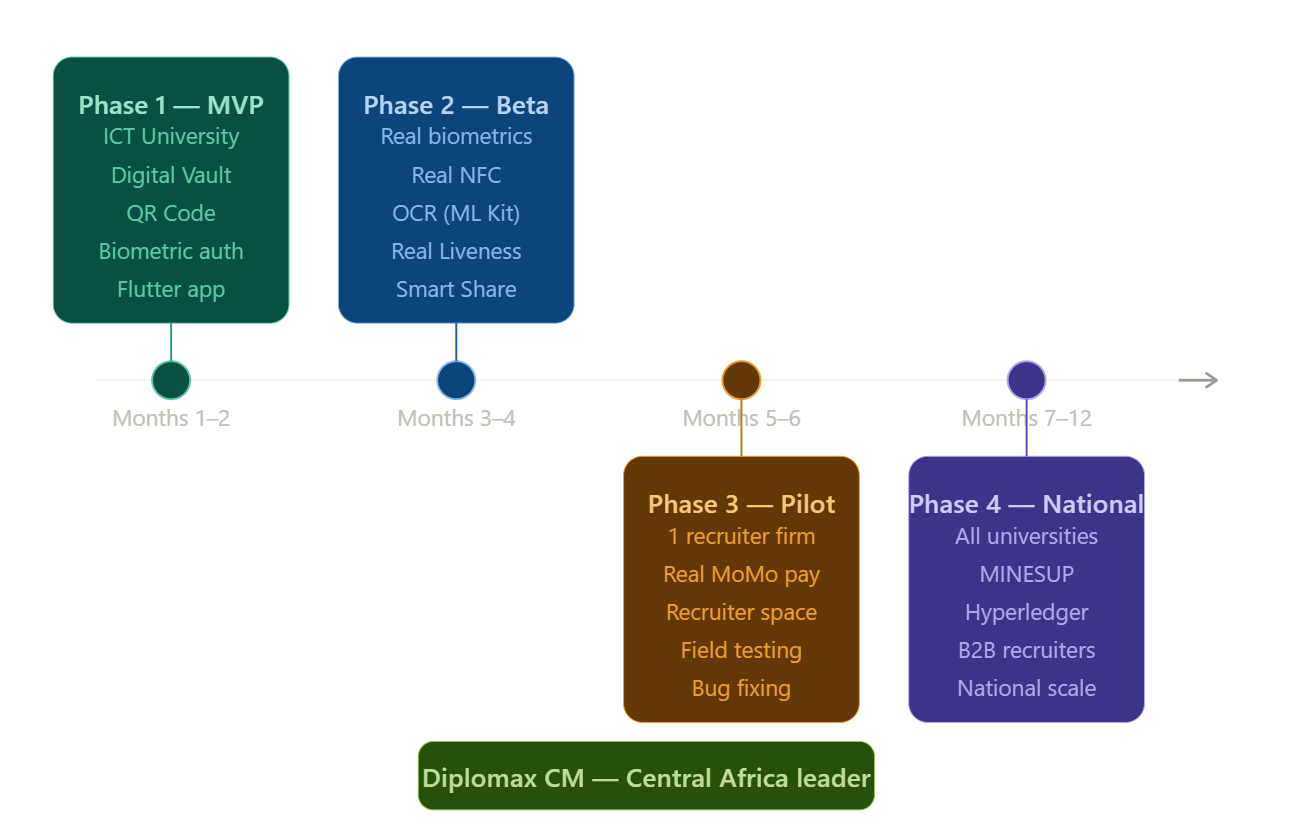 Phase 1 — MVP
ICT University
Digital Vault
QR Code
Biometric auth
Flutter app
Phase 2 — Beta
Real biometrics
Real NFC
OCR (ML Kit)
Real Liveness
Smart Share
Months 1–2
Months 3–4
Months 5–6
Months 7–12
Phase 3 — Pilot
1 recruiter firm
Real MoMo pay
Recruiter space
Field testing
Bug fixing
Phase 4 — National
All universities
MINESUP
Hyperledger
B2B recruiters
National scale
Diplomax CM — Central Africa leader